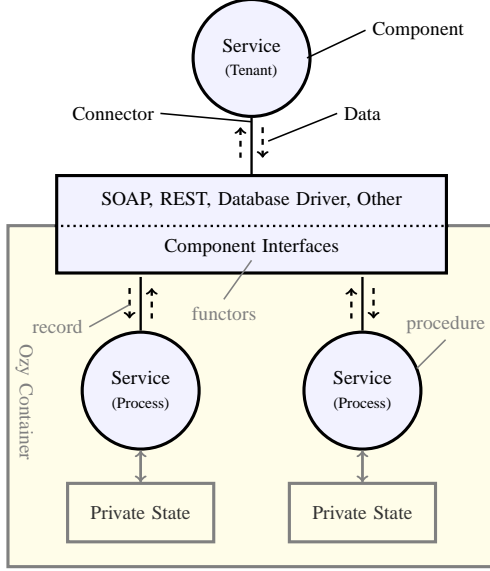 Service
(Tenant)
Component
Connector
Data
SOAP, REST, Database Driver, Other
Component Interfaces
record
functors
procedure
Ozy Container
Service
(Process)
Service
(Process)
Private State
Private State